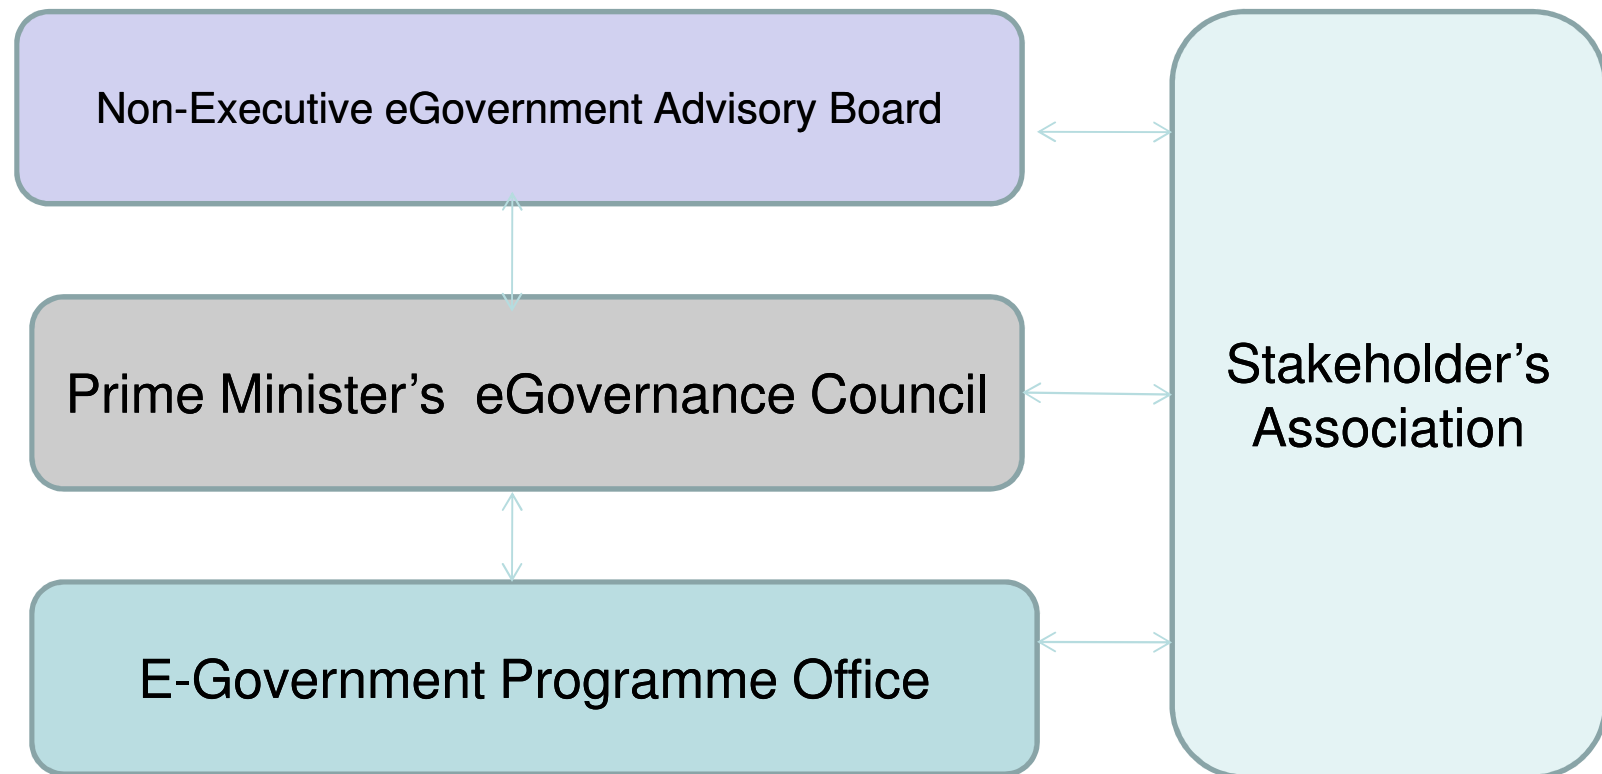 Non-Executive eGovernment Advisory Board
Prime Minister’s  eGovernance Council
Stakeholder’s
Association
E-Government Programme Office